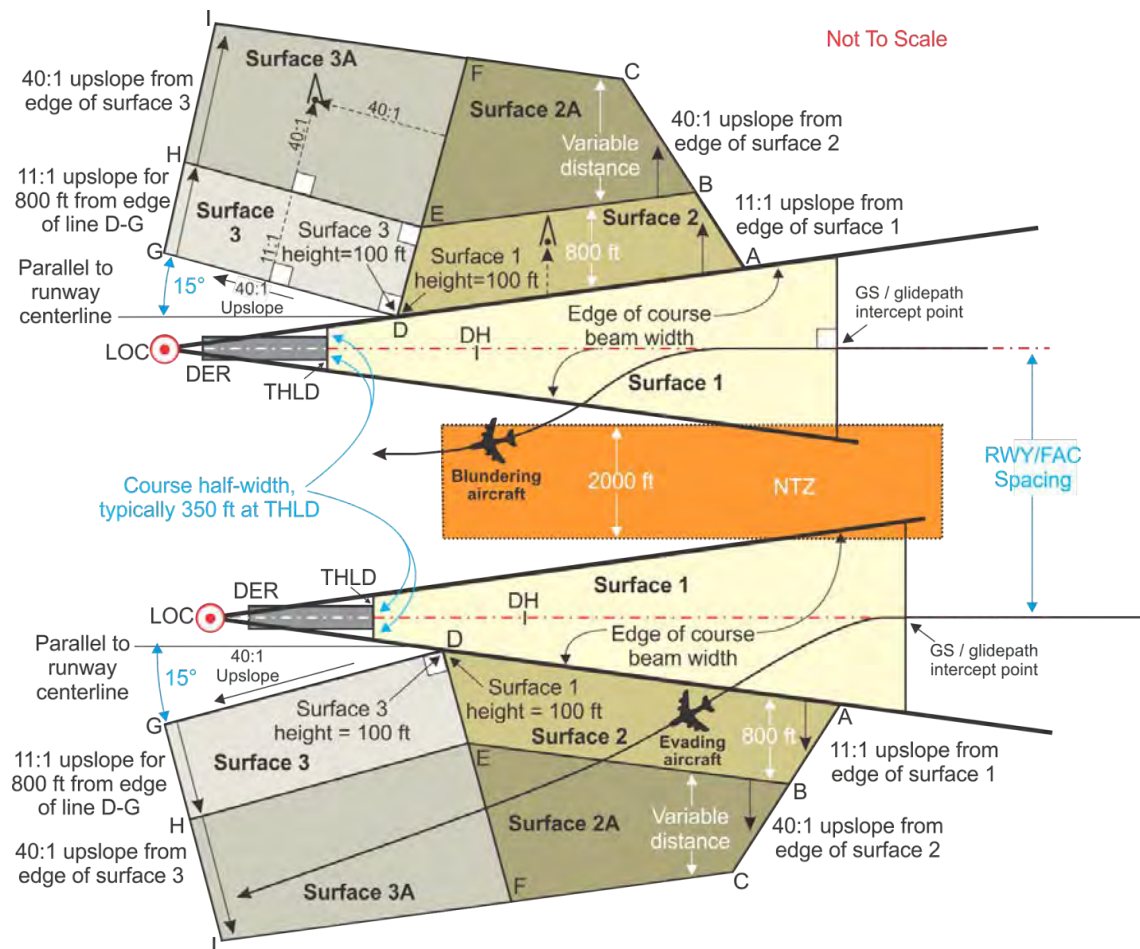 I
Not To Scale
Surface 3A
F
C
40:1 upslope from
edge of surface 3
40:1
Surface 2A
40:1
Variable
distance
40:1 upslope from
edge of surface 2
H
B
11:1 upslope for
800 ft from edge
of line D-G
Surface
3
E
Surface 2
11:1 upslope from
edge of surface 1
11:1
Surface 3
height=100 ft
Surface 1
height=100 ft
800 ft
A
G
Parallel to
runway
centerline
15°
40:1
Upslope
D
Edge of course
beam width
GS / glidepath
intercept point
LOC
DER
THLD
DH
Surface 1
Blundering
aircraft
2000 ft
NTZ
RWY/FAC
Spacing
Course half-width,
typically 350 ft at
THLD
THLD
DER
Surface 1
LOC
DH
Parallel to
runway
centerline
15°
40:1
Upslope
D
Edge of course
beam width
GS / glidepath
intercept point
G
Surface 3
height = 100 ft
Surface 1
height = 100 ft
Surface 2
Evading
aircraft
800 ft
A
11:1 upslope from
edge of surface 1
11:1 upslope for
800 ft from edge
of line D-G
Surface 3
E
B
H
Surface 2A
Variable
distance
40:1 upslope from
edge of surface 2
40:1 upslope from
edge of surface 3
Surface 3A
F
C
I